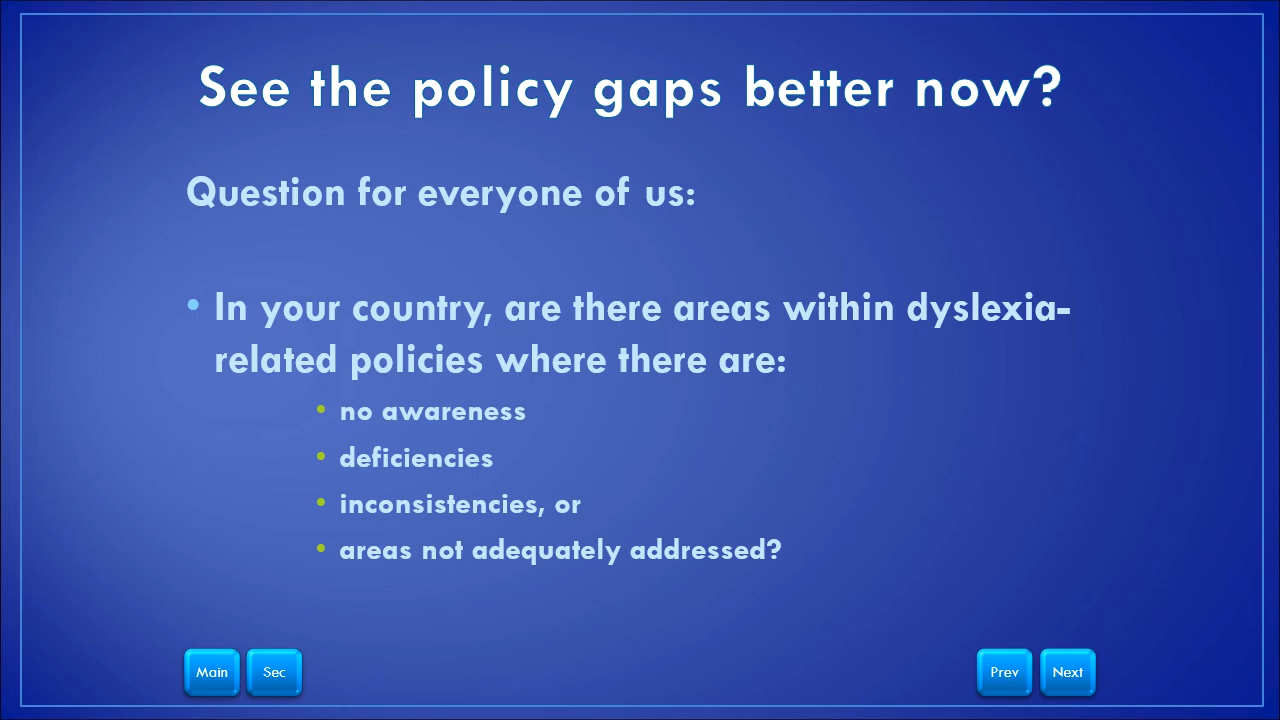 See the policy gaps better now?
Question for everyone of us:
• In your country, are there areas within dyslexia-
related policies where there are:
• no awareness
• deficiencies
• inconsistencies, or
• areas not adequately addressed?
Main Sec Prev Next